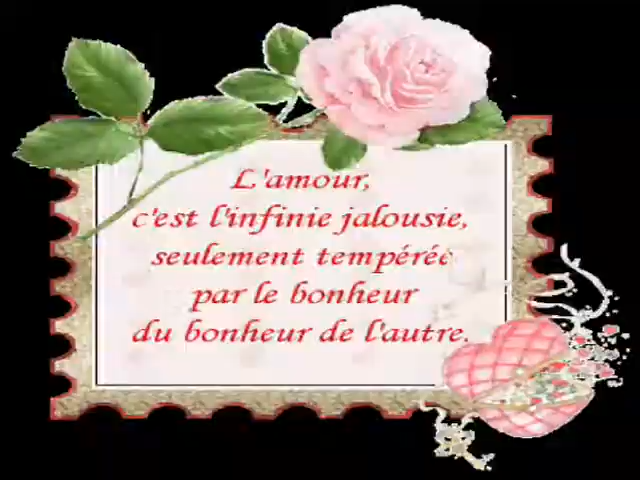 L'amour,
c'est l'infinie jalousie,
seulement tempérée
par le bonheur
du bonheur de l'autre.